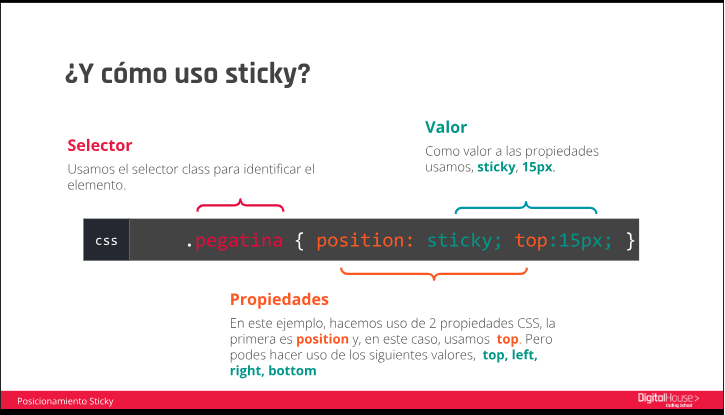 ¿Y cómo uso sticky?
Selector
Usamos el selector class para identificar el
elemento.
Valor
Como valor a las propiedades
usamos, sticky, 15px.
css
.pegatina { position: sticky; top:15px; }
Propiedades
En este ejemplo, hacemos uso de 2 propiedades CSS, la
primera es position y, en este caso, usamos top. Pero
podes hacer uso de los siguientes valores, top, left,
right, bottom
Posicionamiento Sticky
DigitalHouse>
Coding School